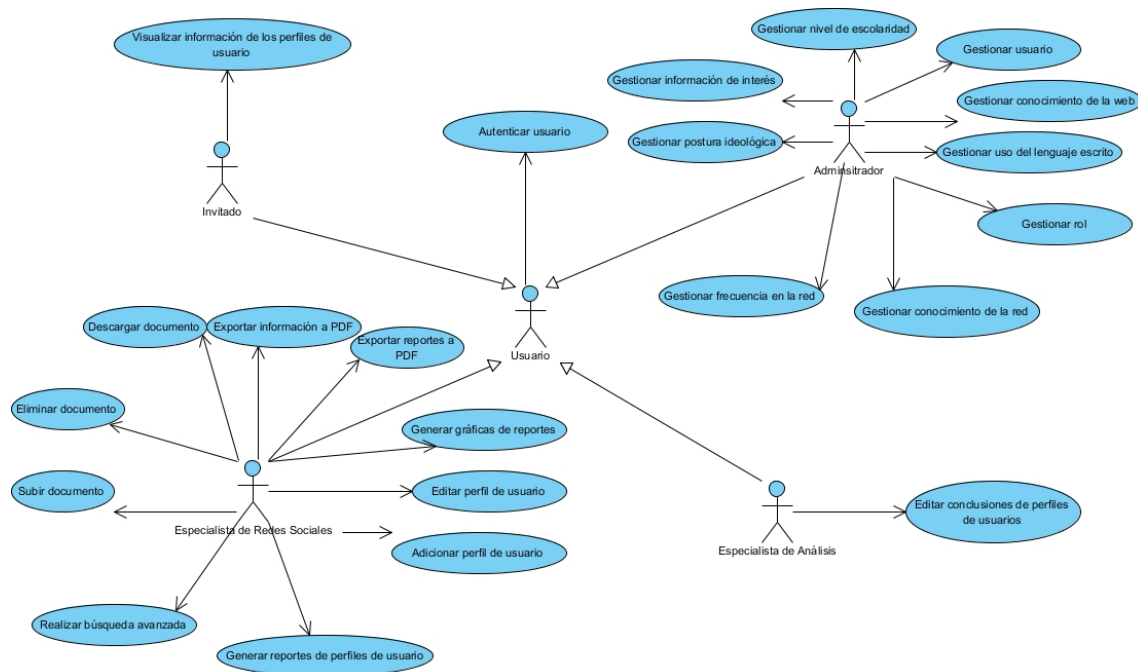 Visualizar información de los perfiles de
usuario
Invitado
Autenticar usuario
Gestionar nivel de escolaridad
Gestionar usuario
Gestionar información de interés
Gestionar conocimiento de la web
Gestionar postura ideológica
Gestionar uso del lenguaje escrito
Adminsitrador
Gestionar rol
Gestionar frecuencia en la red
Gestionar conocimiento de la red
Usuario
Descargar documento
Exportar información a PDF
Exportar reportes a
PDF
Eliminar documento
Generar gráficas de reportes
Subir documento
Editar perfil de usuario
Especialista de Redes Sociales
Adicionar perfil de usuario
Realizar búsqueda avanzada
Generar reportes de perfiles de usuario
Especialista de Análisis
Editar conclusiones de perfiles
de usuarios